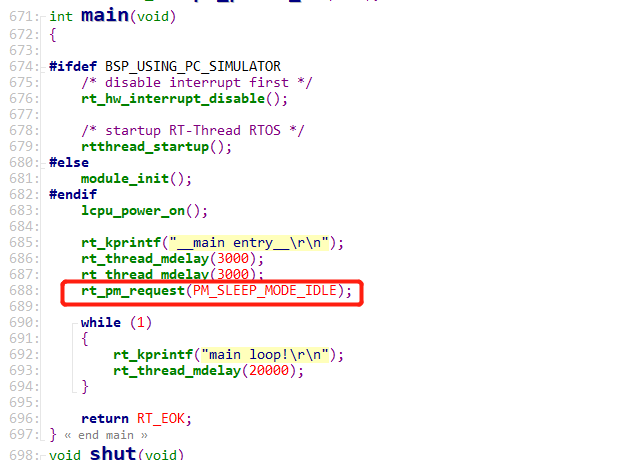 671: int main(void)
672: {
673:
674: #ifdef BSP_USING_PC_SIMULATOR
675: /* disable interrupt first */
676: rt_hw_interrupt_disable();
677:
678: /* startup RT-Thread RTOS */
679: rtthread_startup();
680: #else
681: module_init();
682: #endif
683: lcpu_power_on();
684:
685: rt_kprintf("__main entry__\r\n");
686: rt_thread_mdelay(3000);
687: rt_thread_mdelay(3000);
688: rt_pm_request(PM_SLEEP_MODE_IDLE);
689:
690: while (1)
691: {
692: rt_kprintf("main loop!\r\n");
693: rt_thread_mdelay(20000);
694: }
695:
696: return RT_EOK;
697: } « end main »
698: void shut(void)